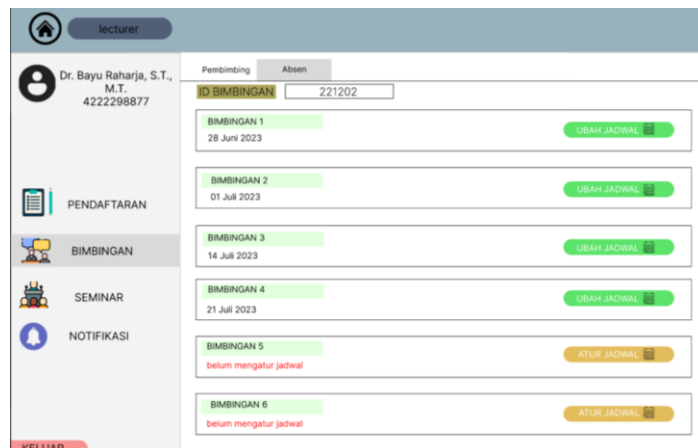 lecturer
Dr. Bayu Raharja, S.T.,
M.T.
4222298877
PENDAFTARAN
BIMBINGAN
SEMINAR
NOTIFIKASI
KELUAR
Pembimbing Absen
ID BIMBINGAN 221202
BIMBINGAN 1
28 Juni 2023
UBAH JADWAL
BIMBINGAN 2
01 Juli 2023
UBAH JADWAL
BIMBINGAN 3
14 Juli 2023
UBAH JADWAL
BIMBINGAN 4
21 Juli 2023
UBAH JADWAL
BIMBINGAN 5
belum mengatur jadwal
ATUR JADWAL
BIMBINGAN 6
belum mengatur jadwal
ATUR JADWAL